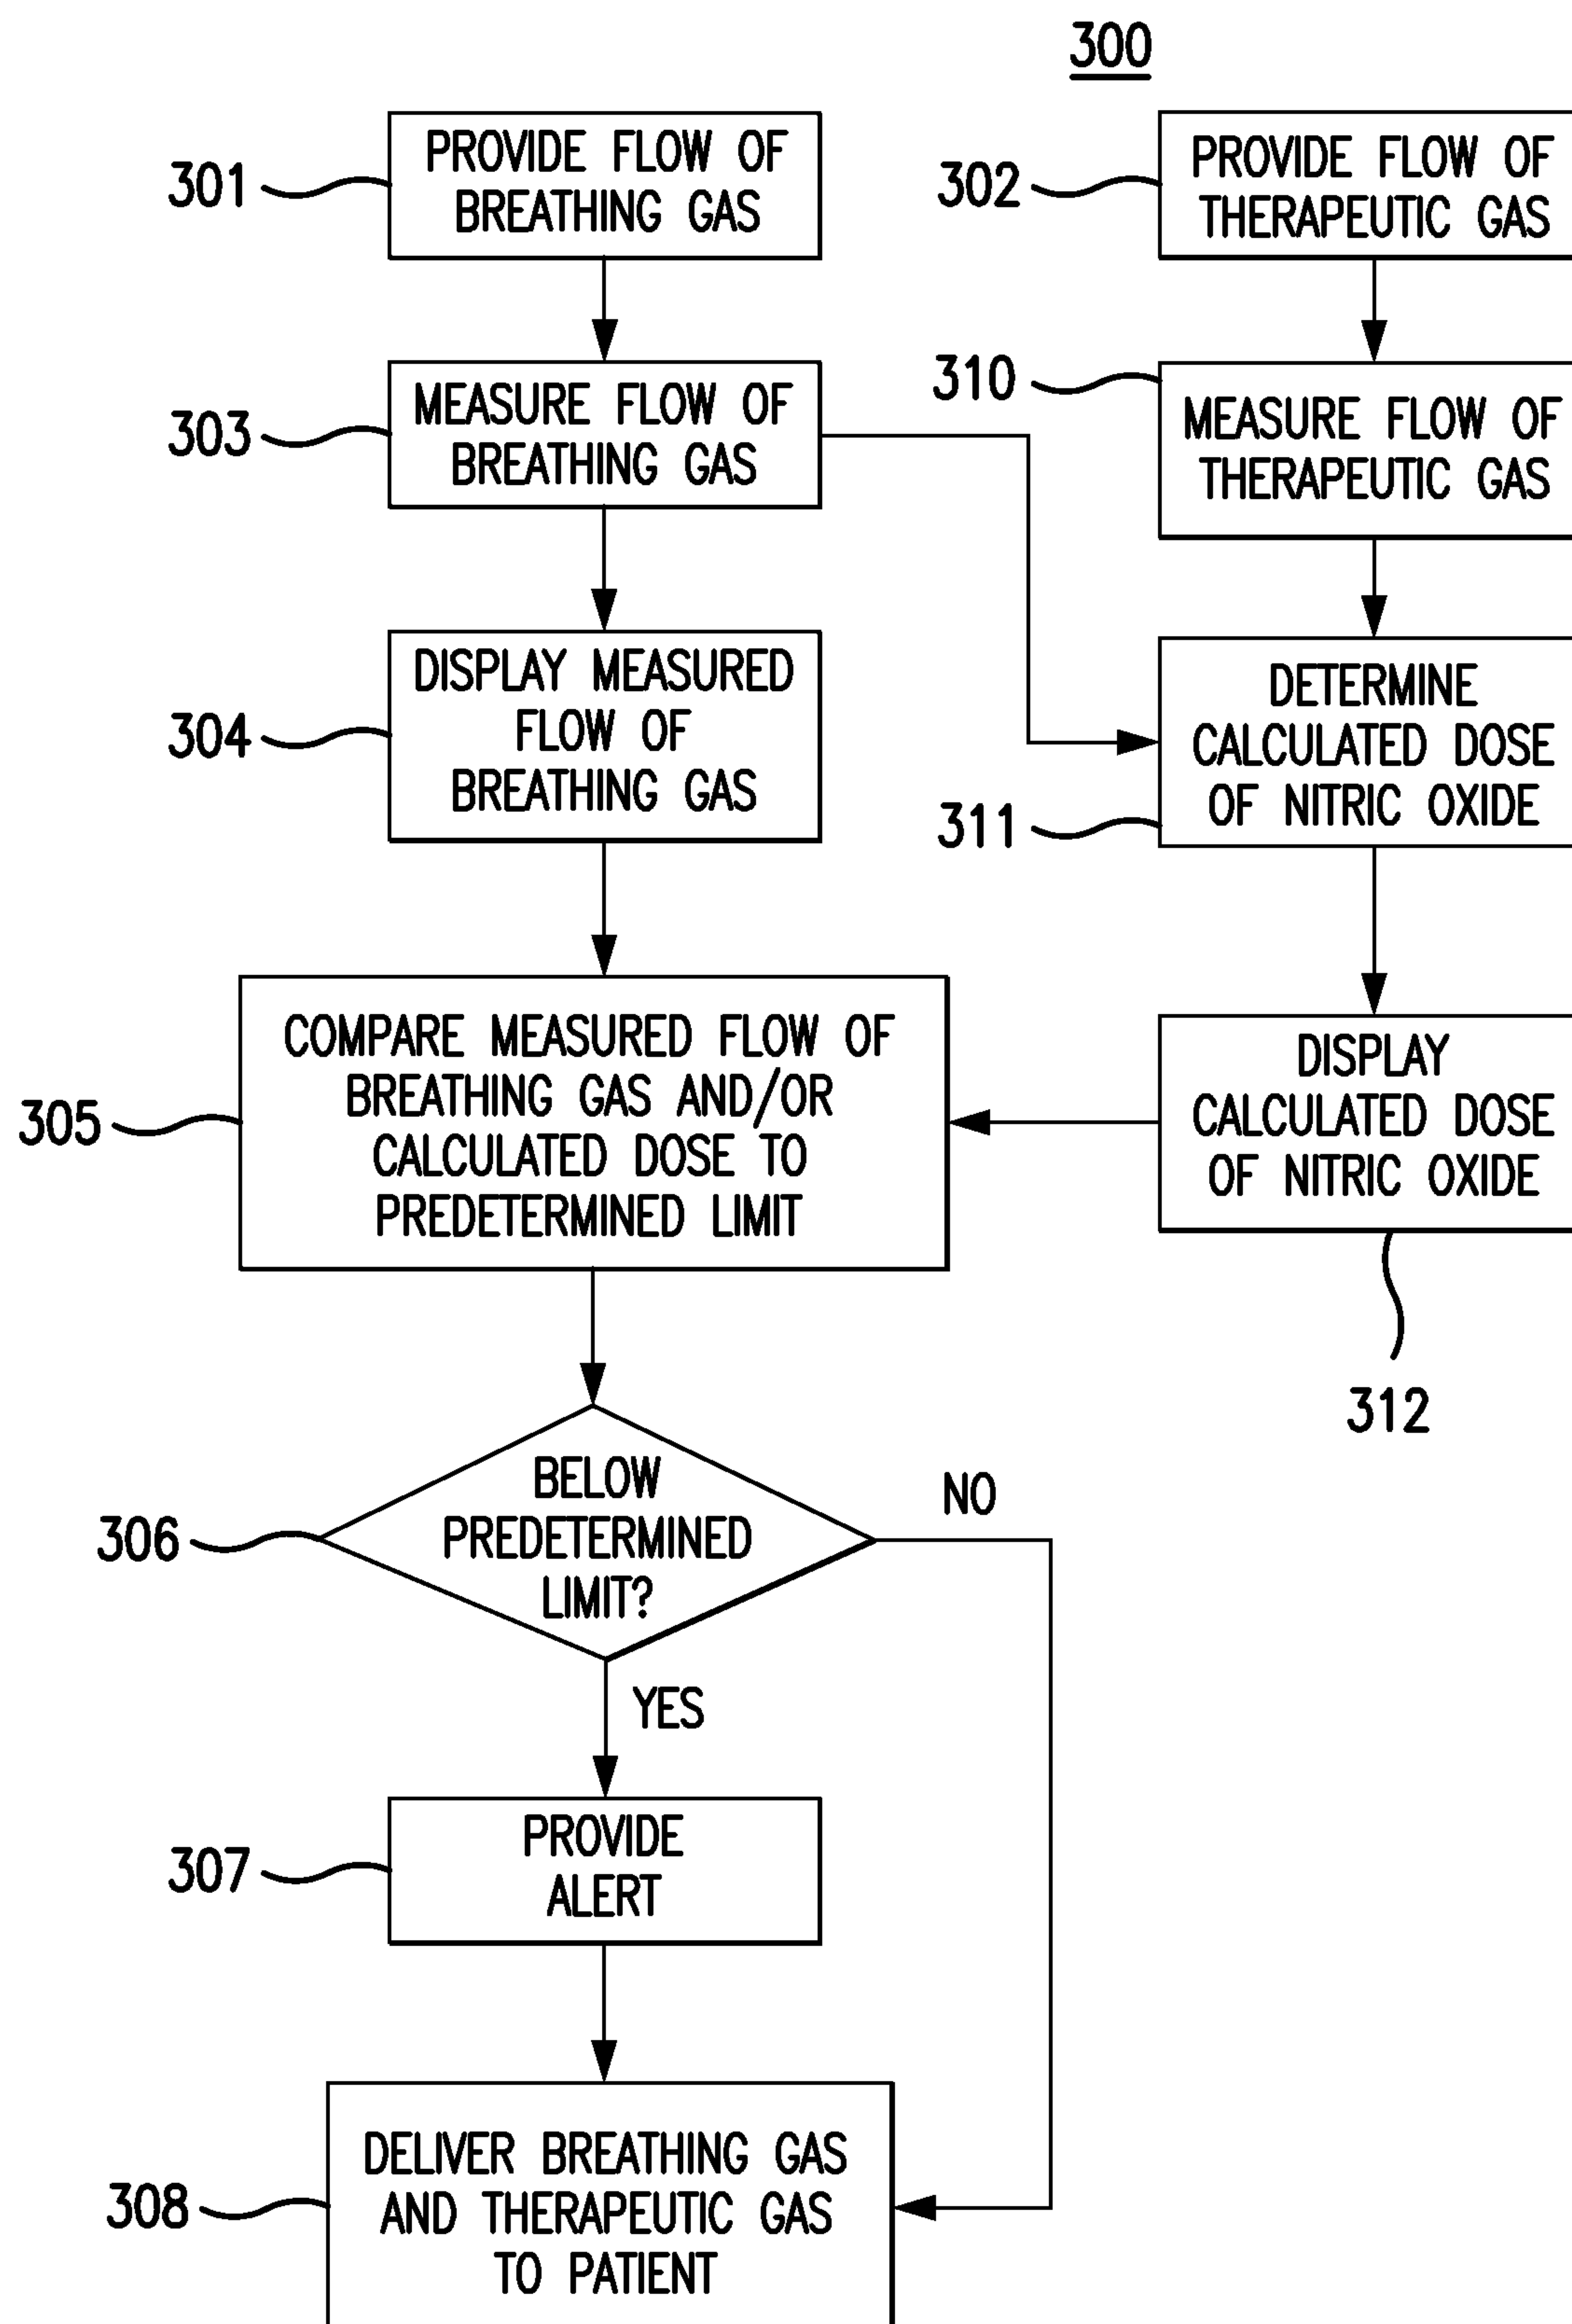 300
301
PROVIDE FLOW OF
BREATHING GAS
302
PROVIDE FLOW OF
THERAPEUTIC GAS
303
MEASURE FLOW OF
BREATHING GAS
310
MEASURE FLOW OF
THERAPEUTIC GAS
304
DISPLAY MEASURED
FLOW OF
BREATHING GAS
311
DETERMINE
CALCULATED DOSE
OF NITRIC OXIDE
305
COMPARE MEASURED FLOW OF
BREATHING GAS AND/OR
CALCULATED DOSE TO
PREDETERMINED LIMIT
DISPLAY
CALCULATED DOSE
OF NITRIC OXIDE
312
306
BELOW
PREDETERMINED
LIMIT?
NO
YES
307
PROVIDE
ALERT
308
DELIVER BREATHING GAS
AND THERAPEUTIC GAS
TO PATIENT